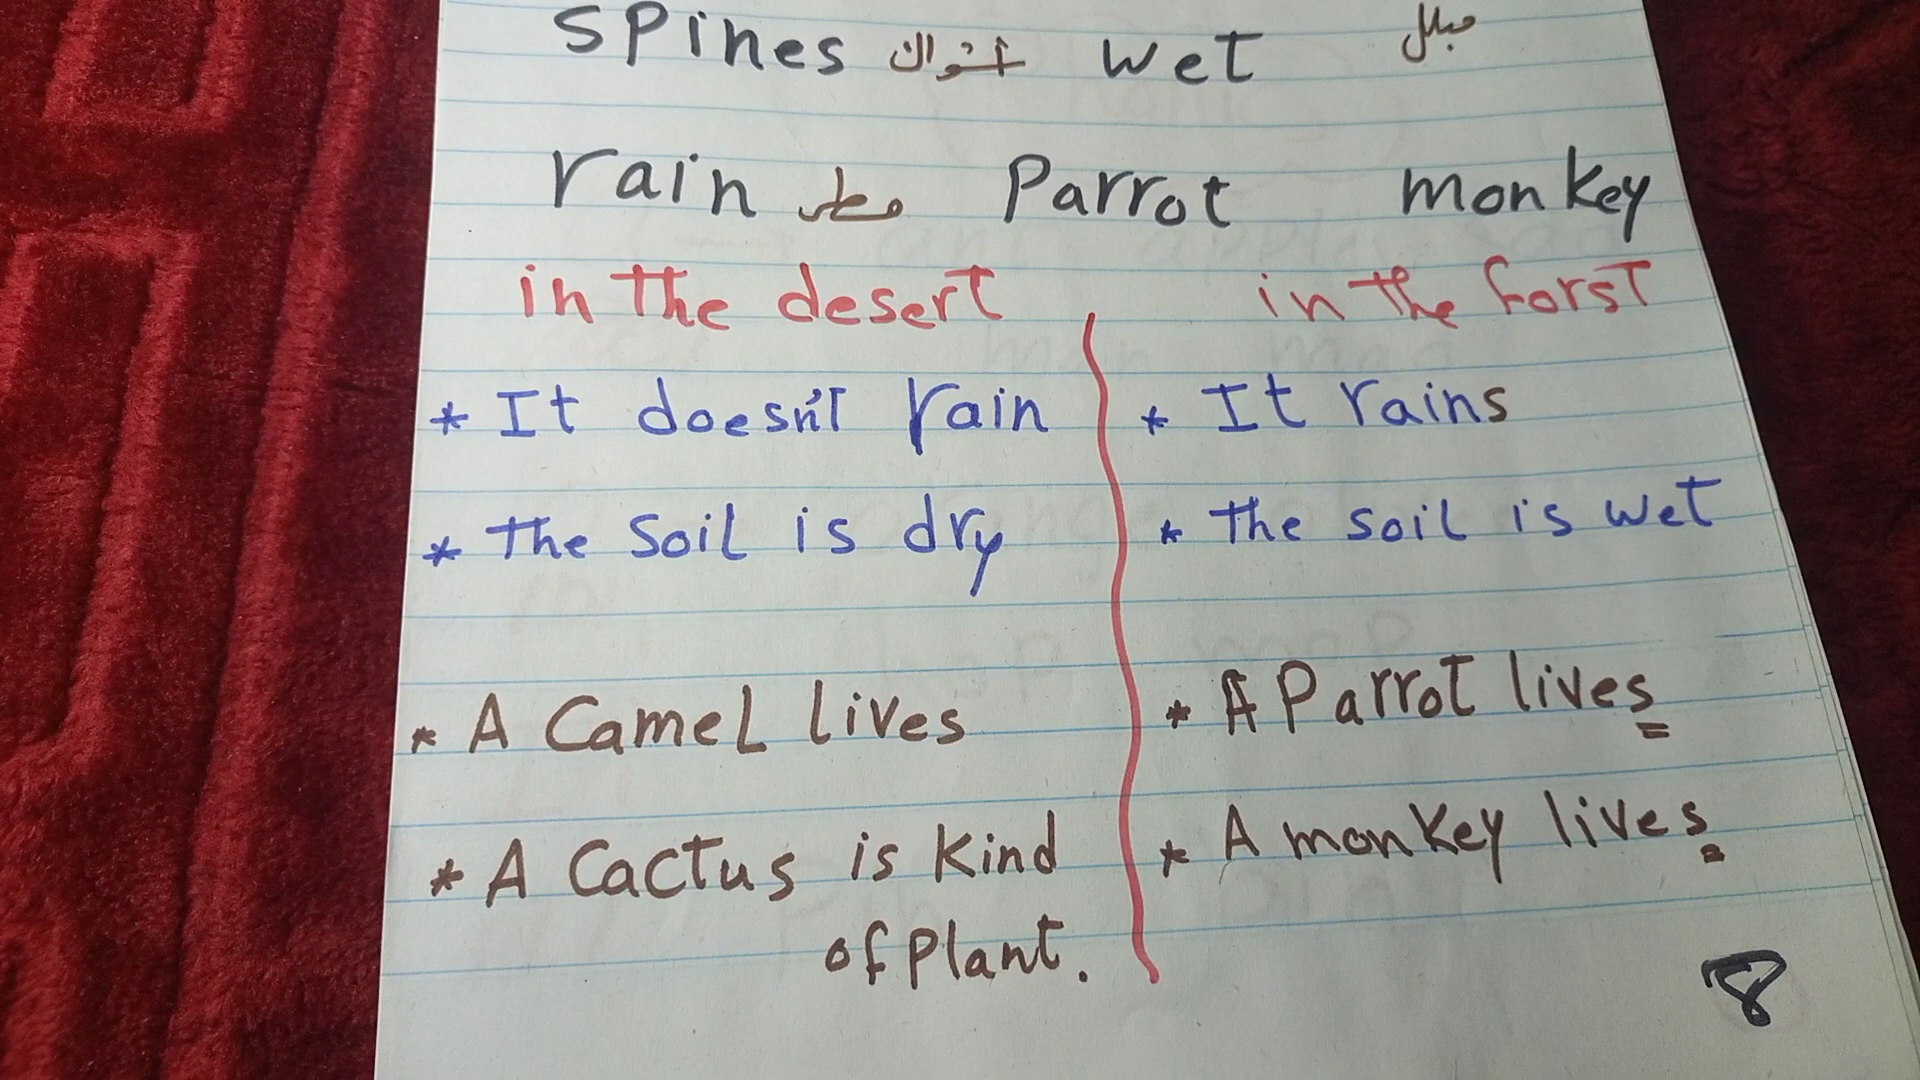 spines أشواك wet مبلل
rain مطر Parrot monkey
in the desert
in the forst
* It doesn't rain
* The Soil is dry
* A Camel lives
* A Cactus is kind
of Plant.
* It rains
* The soil is wet
* A Parrot lives
* A monkey lives
8